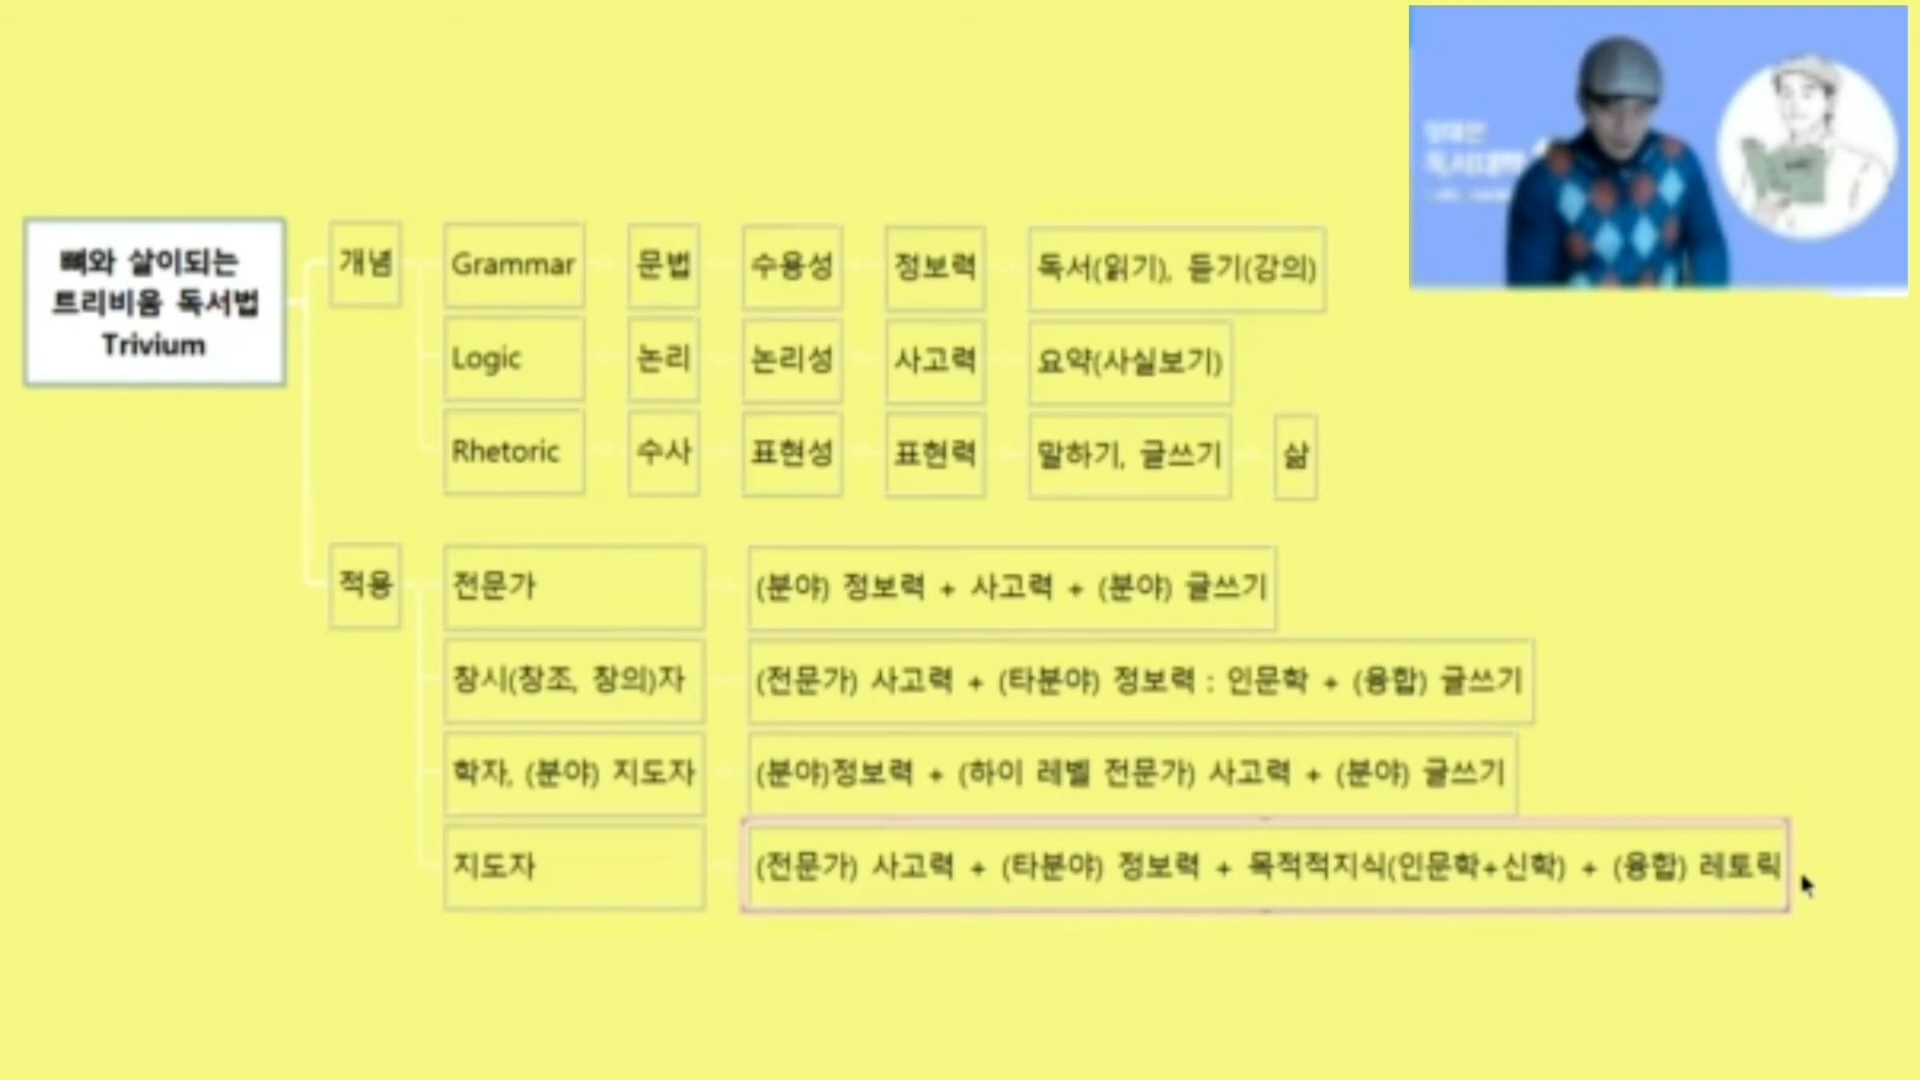 뼈와 살이되는
트리비움 독서법
Trivium
개념
Grammar 문법 수용성 정보력 독서(읽기), 듣기(강의)
Logic 논리 논리성 사고력 요약(사실보기)
Rhetoric 수사 표현성 표현력 말하기, 글쓰기 삶
적용
전문가 (분야) 정보력 + 사고력 + (분야) 글쓰기
창시(창조, 창의)자 (전문가) 사고력 + (타분야) 정보력 : 인문학 + (융합) 글쓰기
학자, (분야) 지도자 (분야)정보력 + (하이 레벨 전문가) 사고력 + (분야) 글쓰기
지도자 (전문가) 사고력 + (타분야) 정보력 + 목적적지식(인문학+신학) + (융합) 레토릭